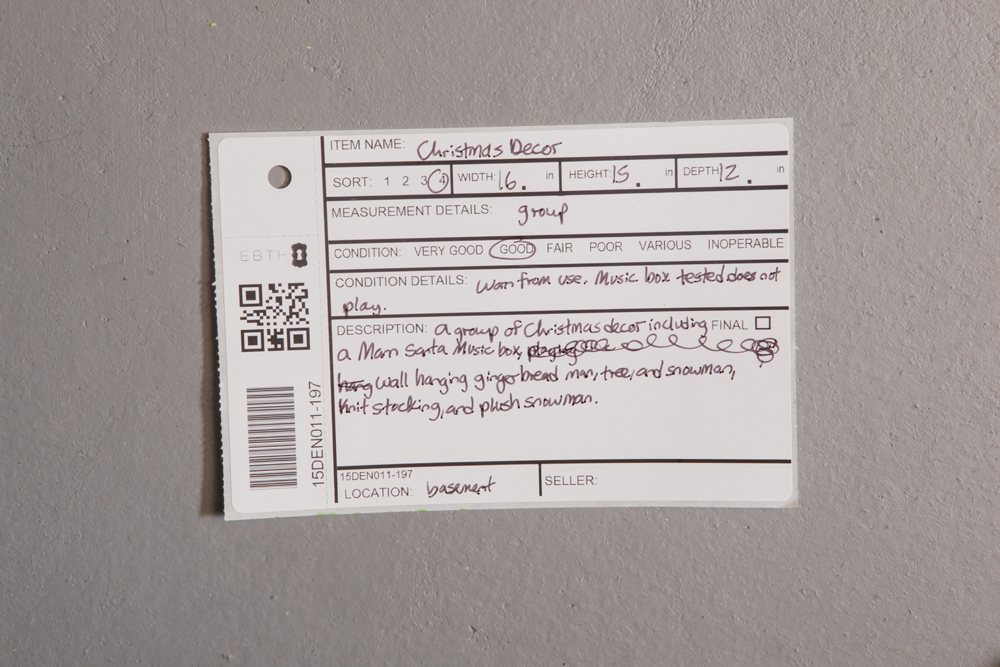 ITEM NAME: Christmas Decor
SORT: 1 2 3 4 WIDTH: 16. in HEIGHT: 15. in DEPTH: 12. in
MEASUREMENT DETAILS: group
EBTH
CONDITION: VERY GOOD GOOD FAIR POOR VARIOUS INOPERABLE
CONDITION DETAILS: Worn from use. Music box tested does not
play.
DESCRIPTION: a group of Christmas decor including FINAL
a Mam Santa Music box,
hang wall hanging gingerbread man, tree, and snowman,
Knit stocking, and plush snowman.
15DEN011-197
15DEN011-197
LOCATION: basement SELLER: